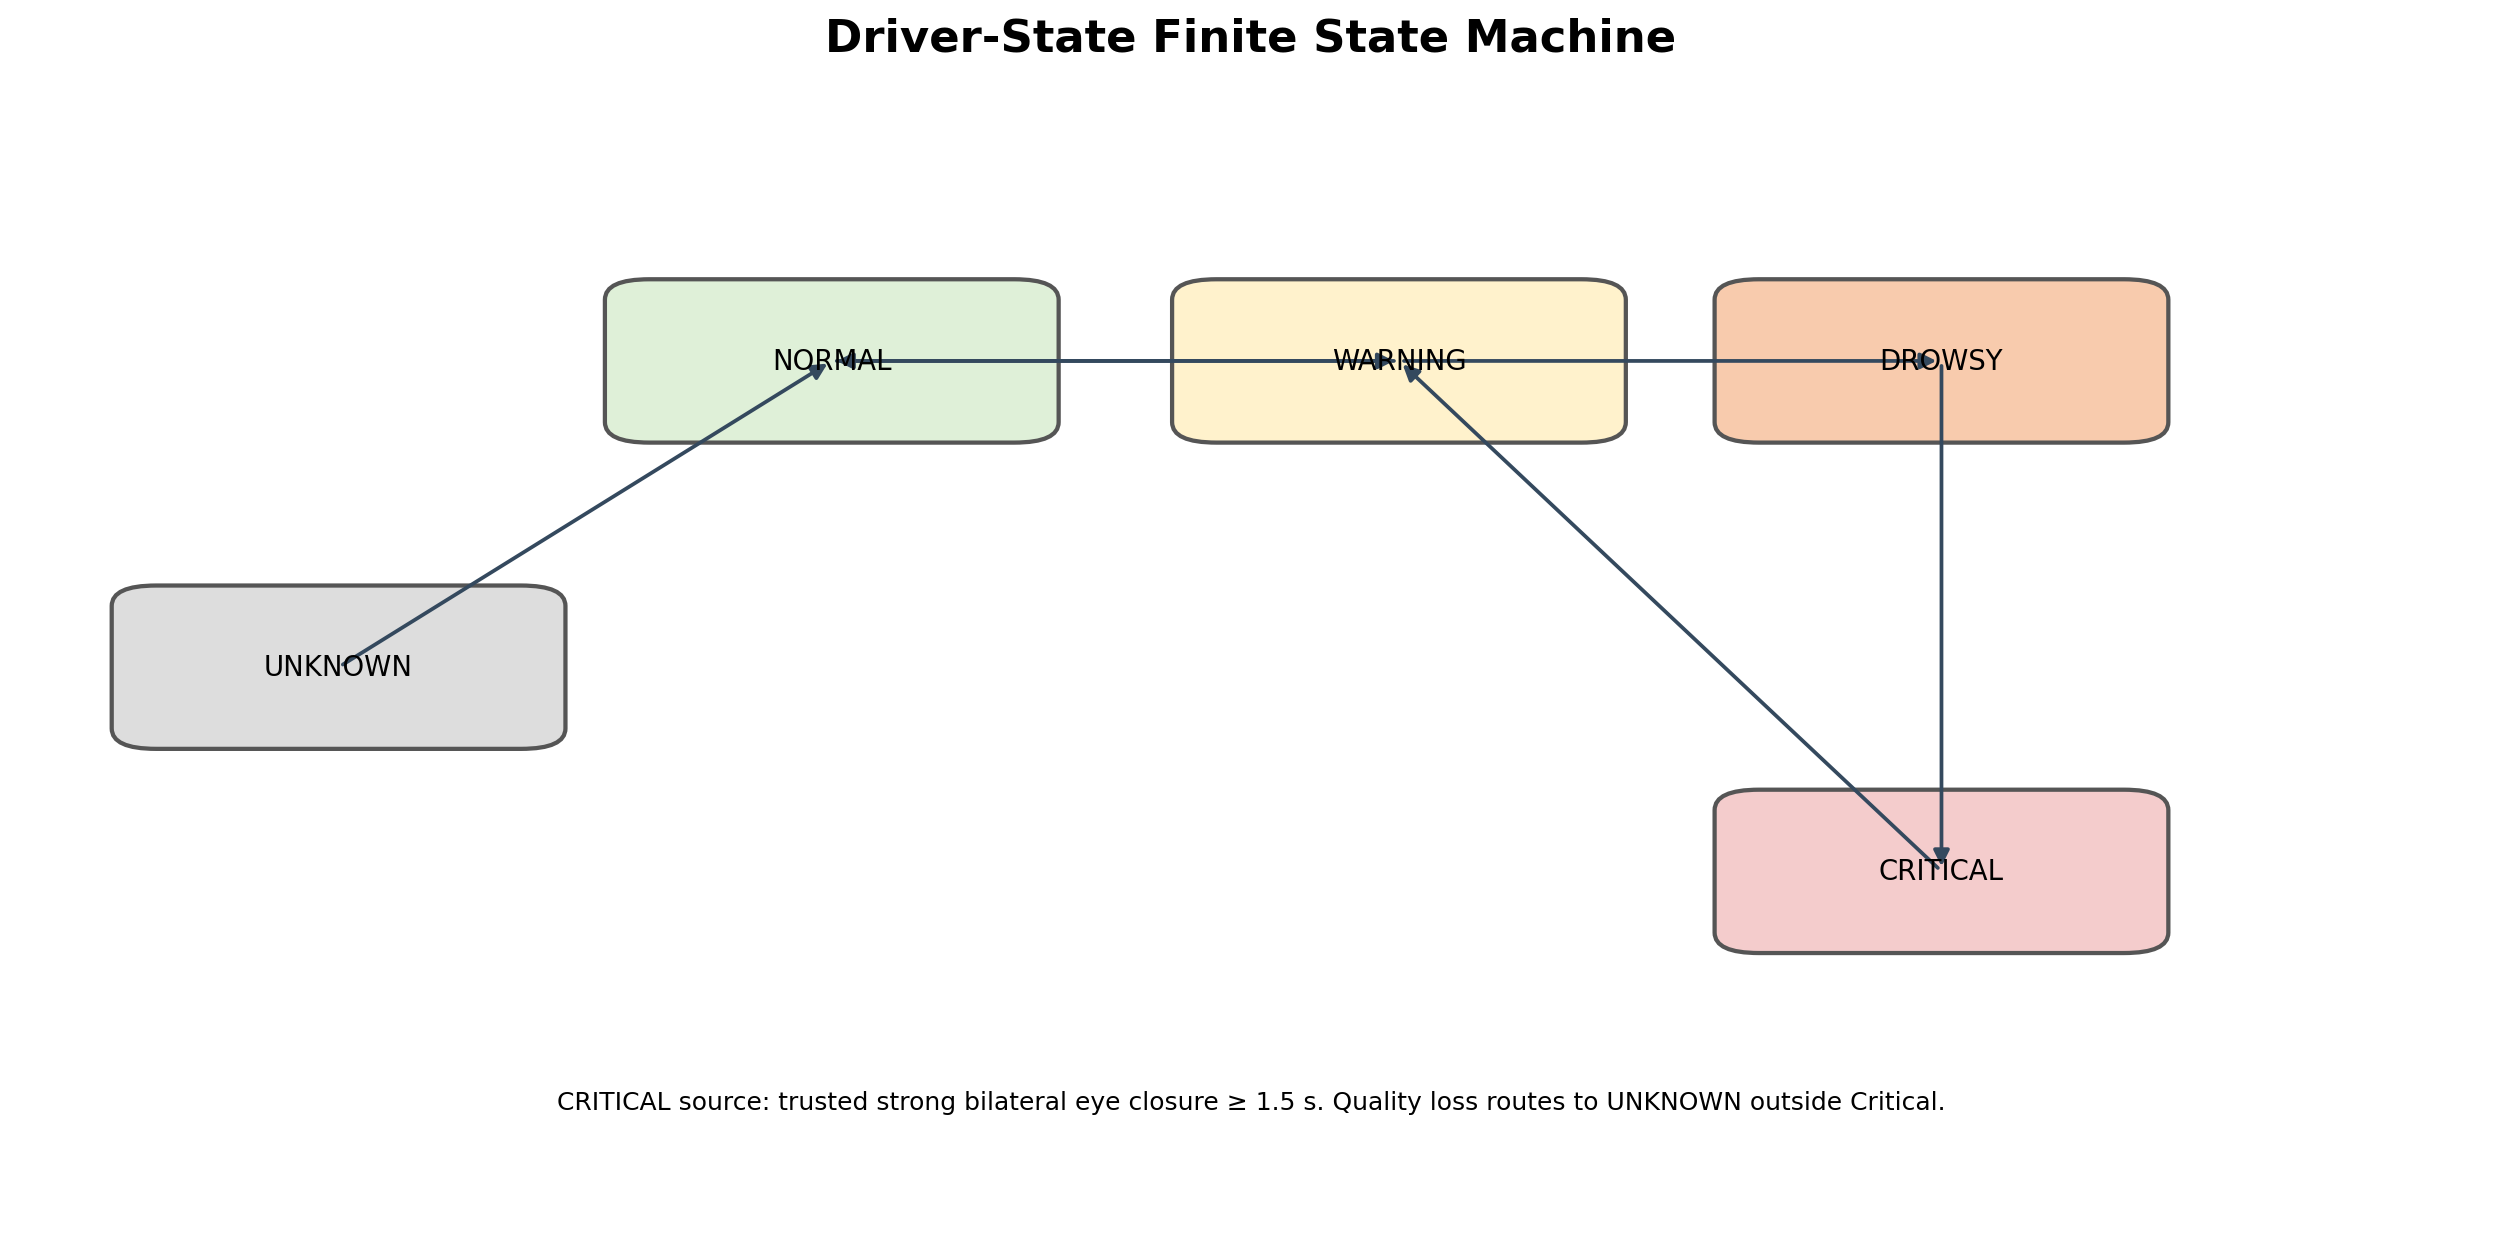 Driver-State Finite State Machine
NORMAL
WARNING
DROWSY
UNKNOWN
CRITICAL
CRITICAL source: trusted strong bilateral eye closure ≥ 1.5 s. Quality loss routes to UNKNOWN outside Critical.